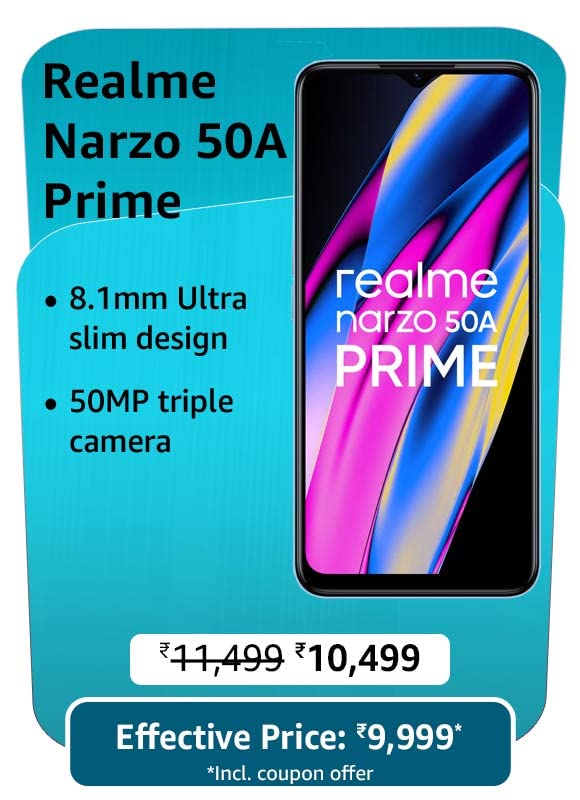 Realme
Narzo 50A
Prime
• 8.1mm Ultra
slim design
• 50MP triple
camera
realme
narzo 50A
PRIME
₹11,499 ₹10,499
Effective Price: ₹9,999*
*Incl. coupon offer